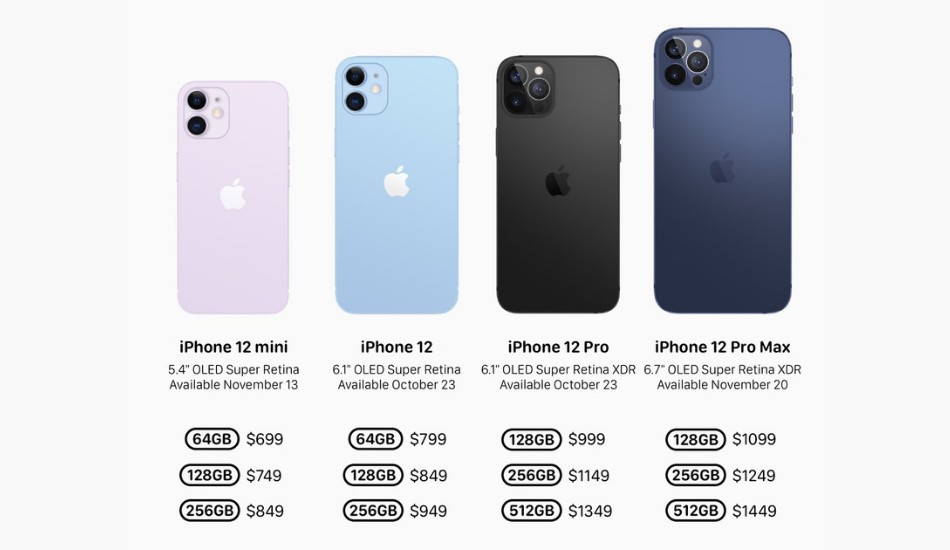 iPhone 12 mini
5.4" OLED Super Retina
Available November 13
64GB $699
128GB $749
256GB $849
iPhone 12
6.1" OLED Super Retina
Available October 23
64GB $799
128GB $849
256GB $949
iPhone 12 Pro
6.1" OLED Super Retina XDR
Available October 23
128GB $999
256GB $1149
512GB $1349
iPhone 12 Pro Max
6.7" OLED Super Retina XDR
Available November 20
128GB $1099
256GB $1249
512GB $1449